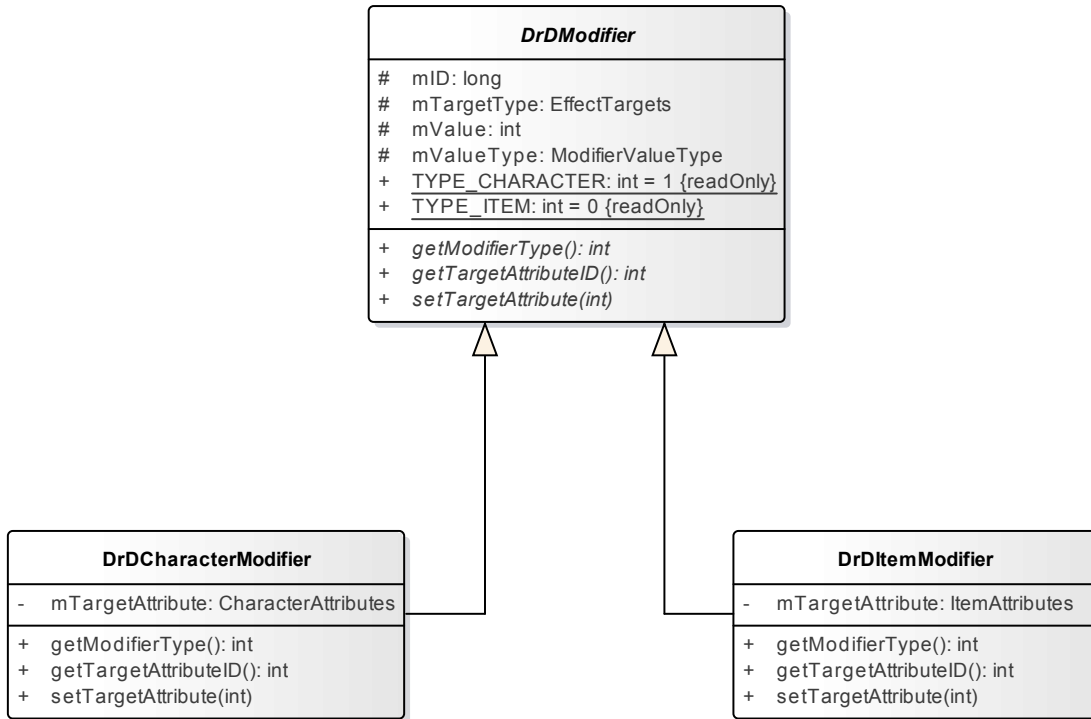 DrDModifier
# mID: long
# mTargetType: EffectTargets
# mValue: int
# mValueType: ModifierValueType
+ TYPE_CHARACTER: int = 1 {readOnly}
+ TYPE_ITEM: int = 0 {readOnly}
+ getModifierType(): int
+ getTargetAttributeID(): int
+ setTargetAttribute(int)
DrDCharacterModifier
- mTargetAttribute: CharacterAttributes
+ getModifierType(): int
+ getTargetAttributeID(): int
+ setTargetAttribute(int)
DrDItemModifier
- mTargetAttribute: ItemAttributes
+ getModifierType(): int
+ getTargetAttributeID(): int
+ setTargetAttribute(int)